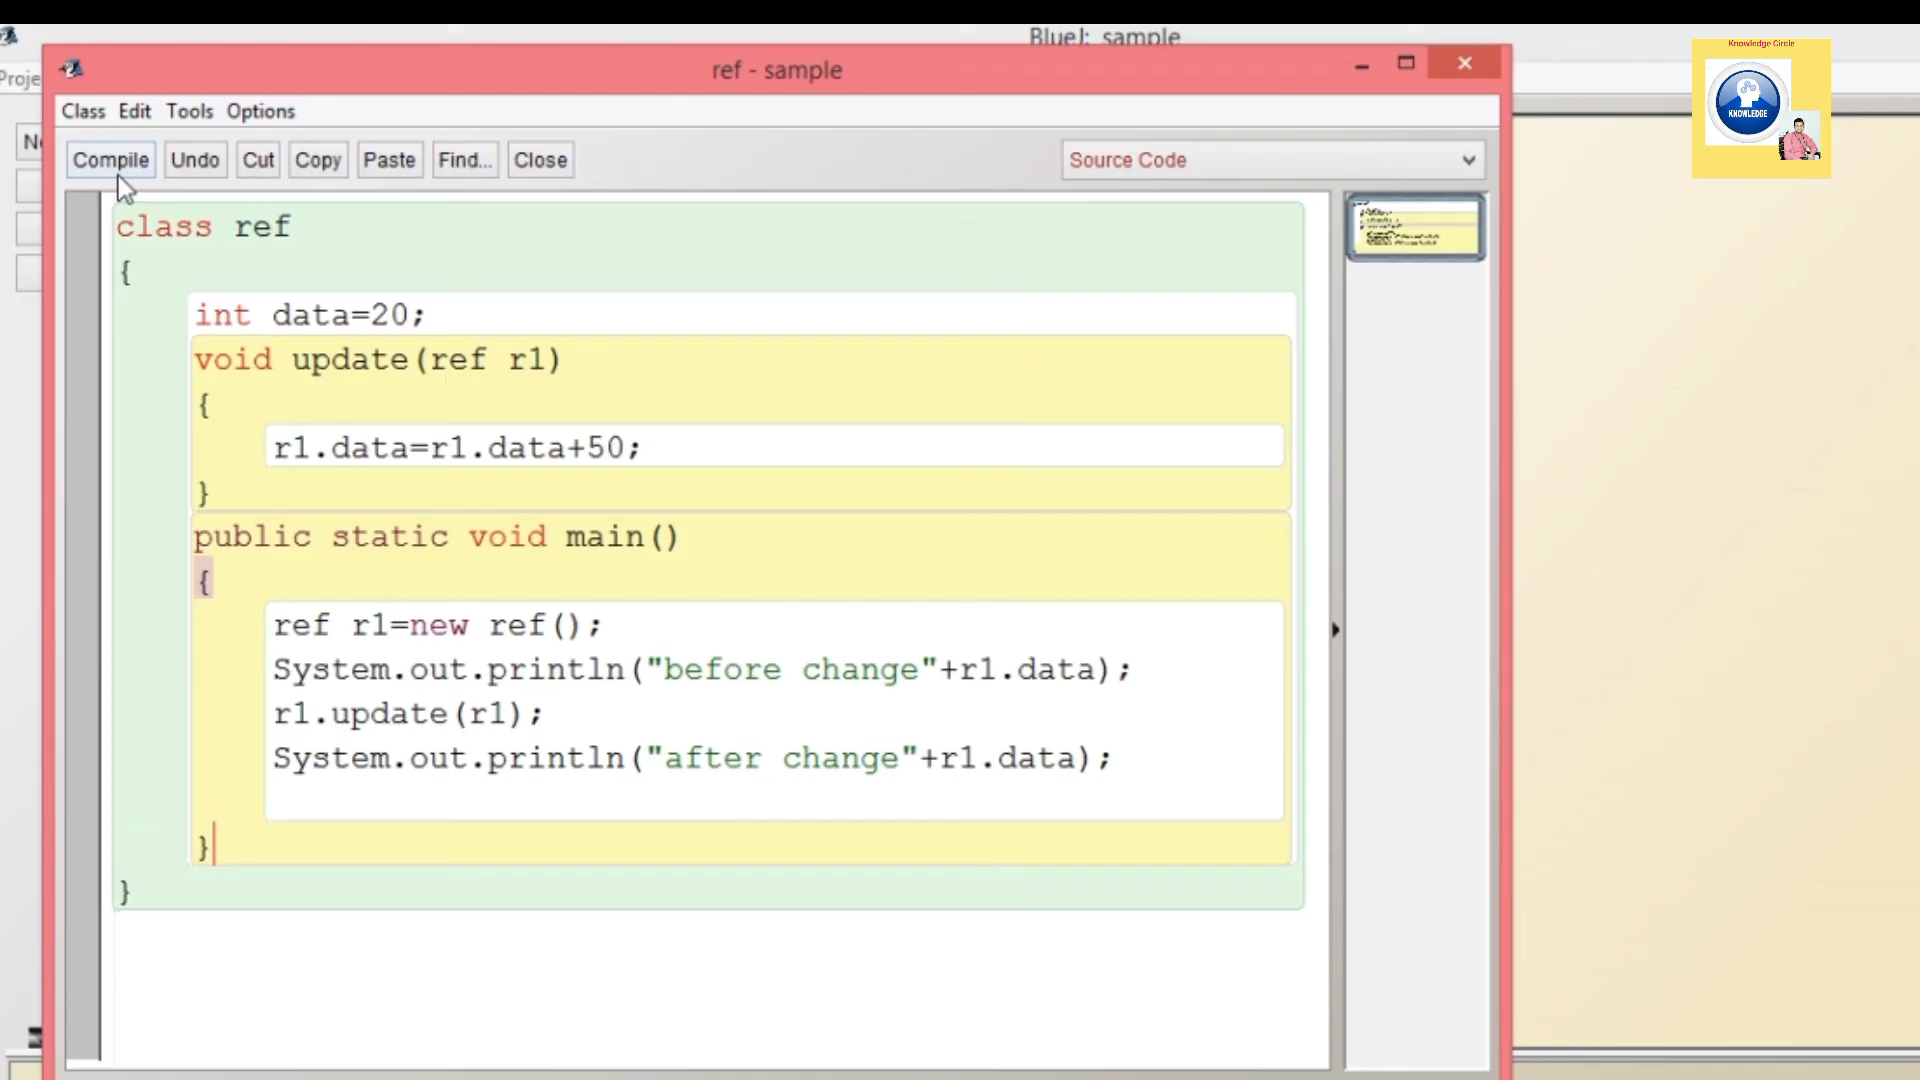 BlueJ: sample
Knowledge Circle
KNOWLEDGE
ref - sample
Proje
Class Edit Tools Options
Ne
Compile Undo Cut Copy Paste Find... Close
Source Code
class ref
{
int data=20;
void update(ref r1)
{
r1.data=r1.data+50;
}
public static void main()
{
ref r1=new ref();
System.out.println("before change"+r1.data);
r1.update(r1);
System.out.println("after change"+r1.data);
}
}